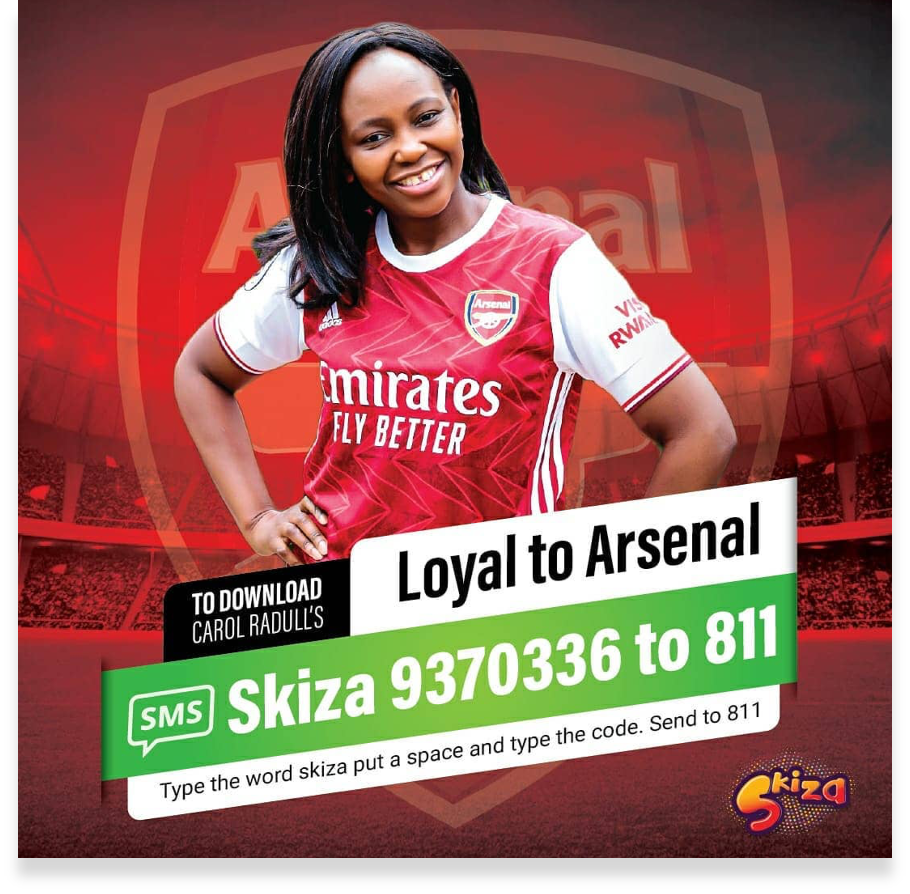 Arsenal
adidas
Arsenal
Emirates
FLY BETTER
TO DOWNLOAD
CAROL RADULL'S
Loyal to Arsenal
SMS
Skiza 9370336 to 811
Type the word skiza put a space and type the code. Send to 811
Skiza